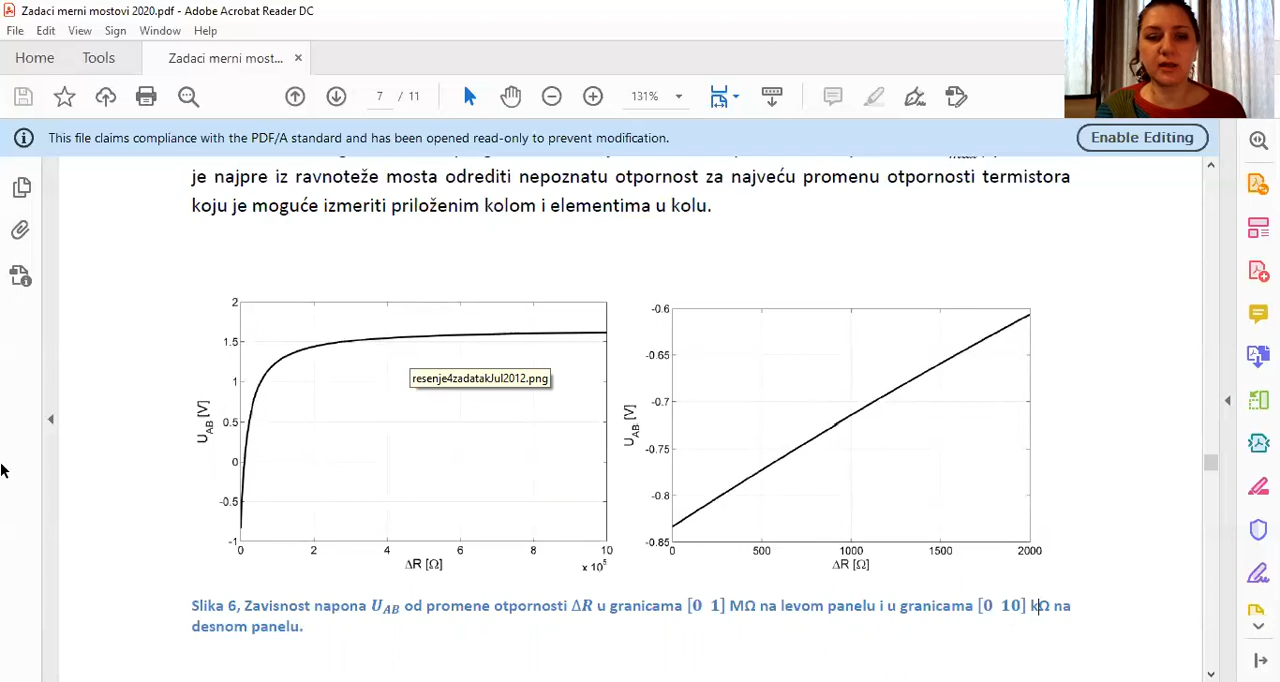 Zadaci merni mostovi 2020.pdf - Adobe Acrobat Reader DC
File Edit View Sign Window Help
Home Tools Zadaci merni most... ×
7 / 11 131%
This file claims compliance with the PDF/A standard and has been opened read-only to prevent modification.
Enable Editing
je najpre iz ravnoteže mosta odrediti nepoznatu otpornost za najveću promenu otpornosti termistora
koju je moguće izmeriti priloženim kolom i elementima u kolu.
2
1.5
1
0.5
0
-0.5
-1
U_AB [V]
0 2 4 6 8 10
ΔR [Ω]
x 10⁵
resenje4zadatakJul2012.png
-0.6
-0.65
-0.7
-0.75
-0.8
-0.85
U_AB [V]
0 500 1000 1500 2000
ΔR [Ω]
Slika 6, Zavisnost napona U_AB od promene otpornosti ΔR u granicama [0 1] MΩ na levom panelu i u granicama [0 10] kΩ na
desnom panelu.